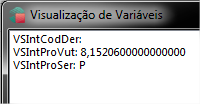 Visualização de Variáveis
VSIntCodDer:
VSIntProVut: 8,1520600000000000
VSIntProSer: P